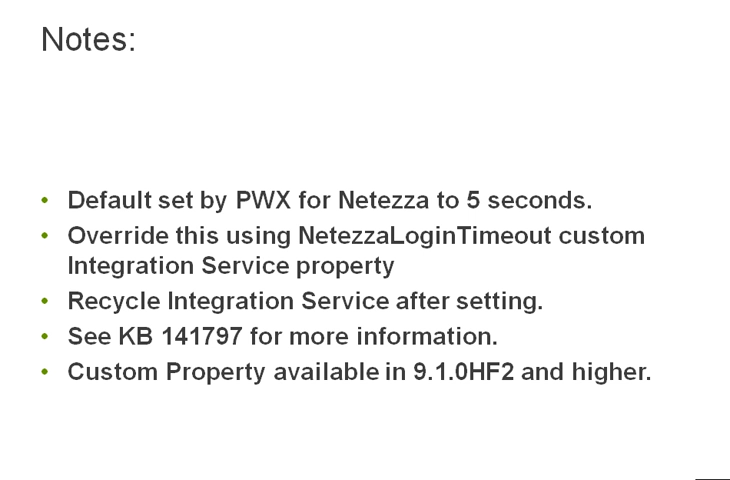 Notes:
• Default set by PWX for Netezza to 5 seconds.
• Override this using NetezzaLoginTimeout custom
Integration Service property
• Recycle Integration Service after setting.
• See KB 141797 for more information.
• Custom Property available in 9.1.0HF2 and higher.